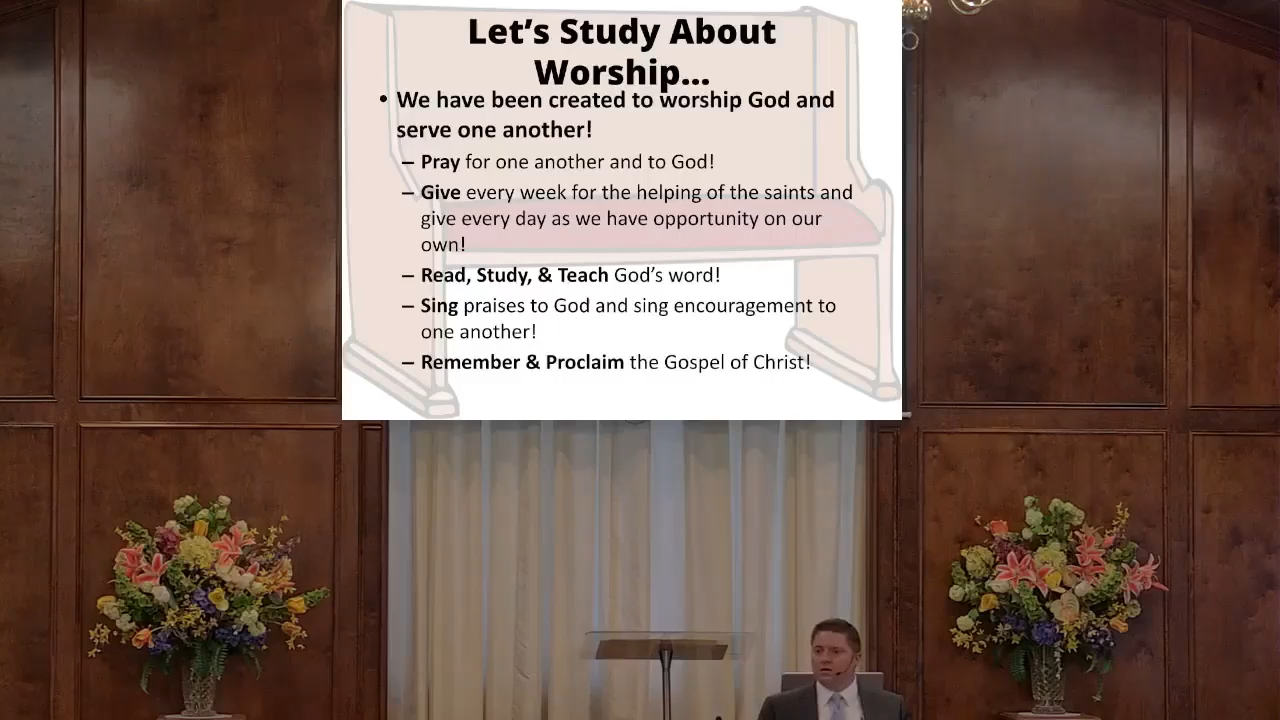 Let’s Study About
Worship...
• We have been created to worship God and
serve one another!
– Pray for one another and to God!
– Give every week for the helping of the saints and
give every day as we have opportunity on our
own!
– Read, Study, & Teach God’s word!
– Sing praises to God and sing encouragement to
one another!
– Remember & Proclaim the Gospel of Christ!